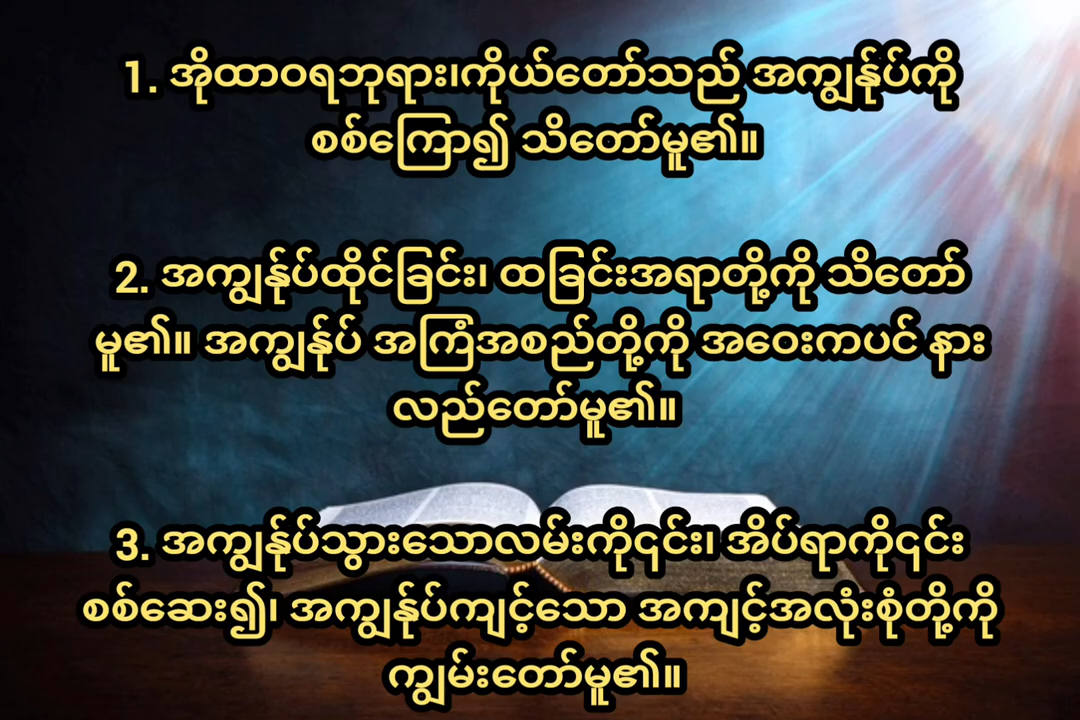 1. အိုထာဝရဘုရား၊ကိုယ်တော်သည် အကျွန်ုပ်ကို
စစ်ကြော၍ သိတော်မူ၏။
2. အကျွန်ုပ်ထိုင်ခြင်း၊ ထခြင်းအရာတို့ကို သိတော်
မူ၏။ အကျွန်ုပ် အကြံအစည်တို့ကို အဝေးကပင် နား
လည်တော်မူ၏။
3. အကျွန်ုပ်သွားသောလမ်းကို၎င်း၊ အိပ်ရာကို၎င်း
စစ်ဆေး၍၊ အကျွန်ုပ်ကျင့်သော အကျင့်အလုံးစုံတို့ကို
ကျွမ်းတော်မူ၏။